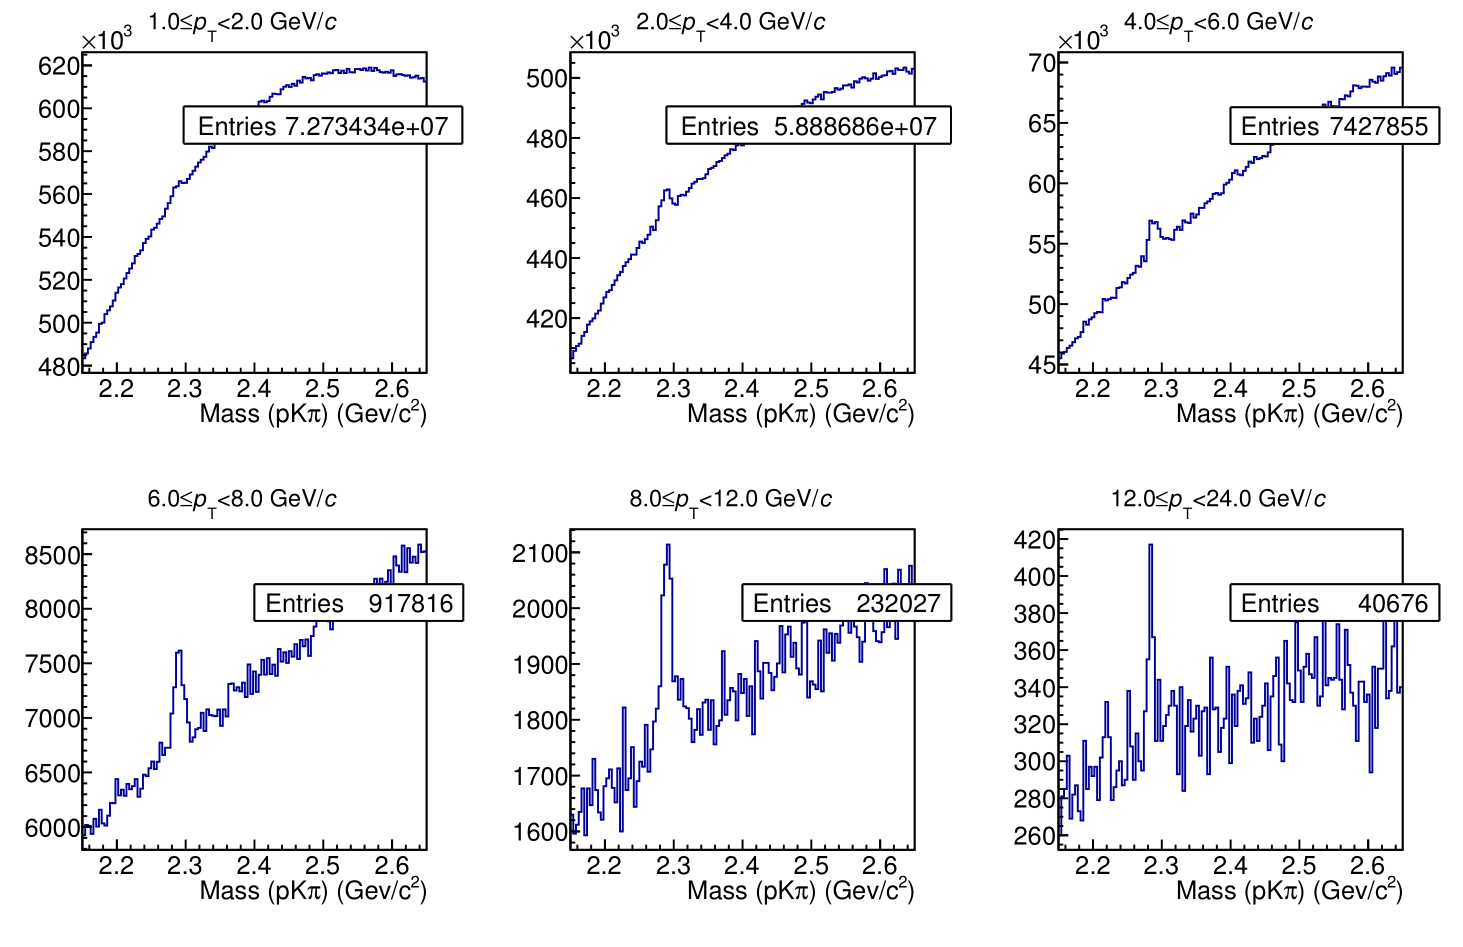 1.0≤pT<2.0 GeV/c
×10³
620
600
580
560
540
520
500
480
Entries 7.273434e+07
2.2 2.3 2.4 2.5 2.6
Mass (pKπ) (Gev/c²)
2.0≤pT<4.0 GeV/c
×10³
500
480
460
440
420
Entries 5.888686e+07
2.2 2.3 2.4 2.5 2.6
Mass (pKπ) (Gev/c²)
4.0≤pT<6.0 GeV/c
×10³
70
65
60
55
50
45
Entries 7427855
2.2 2.3 2.4 2.5 2.6
Mass (pKπ) (Gev/c²)
6.0≤pT<8.0 GeV/c
8500
8000
7500
7000
6500
6000
Entries 917816
2.2 2.3 2.4 2.5 2.6
Mass (pKπ) (Gev/c²)
8.0≤pT<12.0 GeV/c
2100
2000
1900
1800
1700
1600
Entries 232027
2.2 2.3 2.4 2.5 2.6
Mass (pKπ) (Gev/c²)
12.0≤pT<24.0 GeV/c
420
400
380
360
340
320
300
280
260
Entries 40676
2.2 2.3 2.4 2.5 2.6
Mass (pKπ) (Gev/c²)